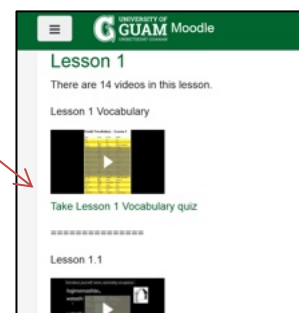 UNIVERSITY OF
GUAM Moodle
Lesson 1
There are 14 videos in this lesson.
Lesson 1 Vocabulary
Take Lesson 1 Vocabulary quiz
===============
Lesson 1.1